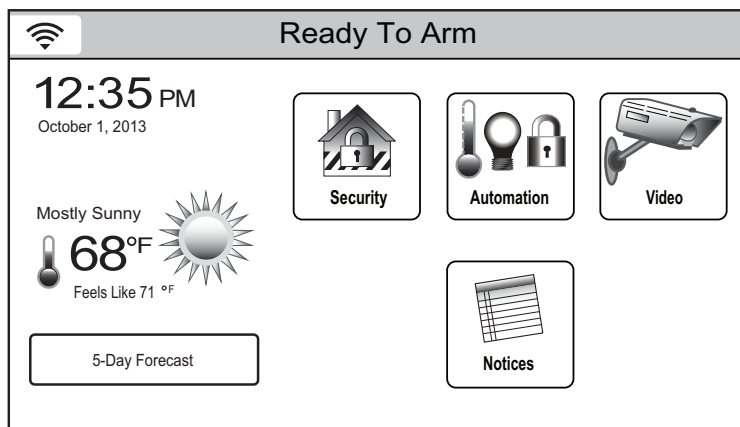 Ready To Arm
12:35 PM
October 1, 2013
Mostly Sunny
68°F
Feels Like 71 °F
5-Day Forecast
Security
Automation
Video
Notices